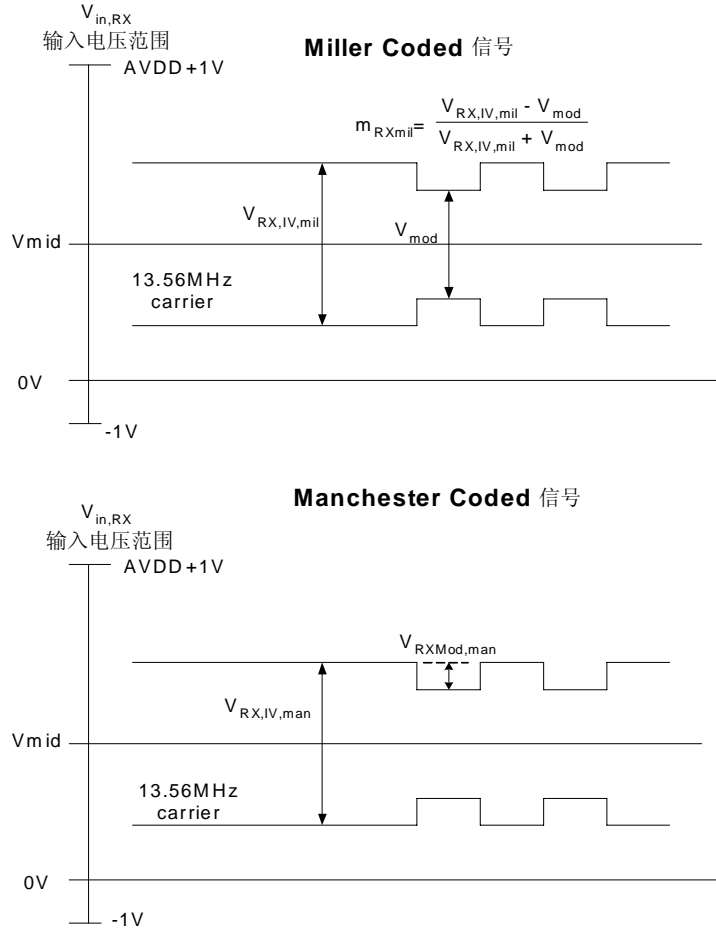 V_in,RX
输入电压范围
Miller Coded 信号
AVDD+1V
m_RXmil= (V_RX,IV,mil - V_mod) / (V_RX,IV,mil + V_mod)
V_RX,IV,mil
V_mod
Vmid
13.56MHz
carrier
0V
-1V
Manchester Coded 信号
V_in,RX
输入电压范围
AVDD+1V
V_RXMod,man
V_RX,IV,man
Vmid
13.56MHz
carrier
0V
-1V